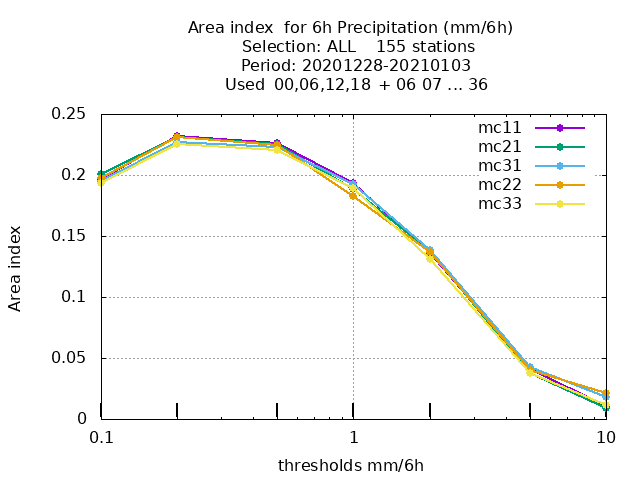 Area index  for 6h Precipitation (mm/6h)
Selection: ALL    155 stations
Period: 20201228-20210103
Used  00,06,12,18  + 06 07 ... 36
mc11
mc21
mc31
mc22
mc33
0.25
0.2
0.15
0.1
0.05
0
Area index
0.1
1
10
thresholds mm/6h